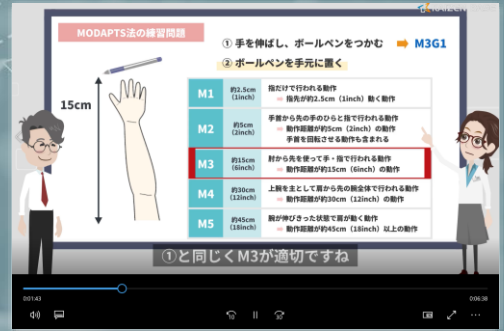 MODAPTS法の練習問題
① 手を伸ばし、ボールペンをつかむ ➡ M3G1
② ボールペンを手元に置く
15cm
M1 約2.5cm (1inch) 指だけで行われる動作
➡ 指先が約2.5cm（1inch）動く動作
M2 約5cm (2inch) 手首から先の手のひらと指で行われる動作
➡ 動作距離が約5cm（2inch）の動作
手首を回転させる動作も含まれる
M3 約15cm (6inch) 肘から先を使って手・指で行われる動作
➡ 動作距離が約15cm（6inch）の動作
M4 約30cm (12inch) 上腕を主として肩から先の腕全体で行われる動作
➡ 動作距離が約30cm（12inch）の動作
M5 約45cm (18inch) 腕が伸びきった状態で肩が動く動作
➡ 動作距離が約45cm（18inch）以上の動作
①と同じくM3が適切ですね
0:01:43
0:06:38
10
30